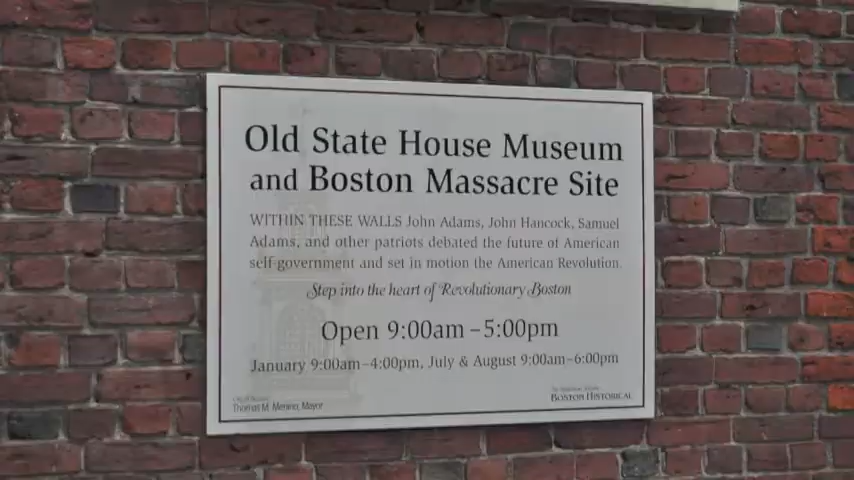 Old State House Museum
and Boston Massacre Site
WITHIN THESE WALLS John Adams, John Hancock, Samuel
Adams, and other patriots debated the future of American
self-government and set in motion the American Revolution.
Step into the heart of Revolutionary Boston
Open 9:00am – 5:00pm
January 9:00am – 4:00pm, July & August 9:00am – 6:00pm
Thomas M. Menino, Mayor
BOSTON HISTORICAL